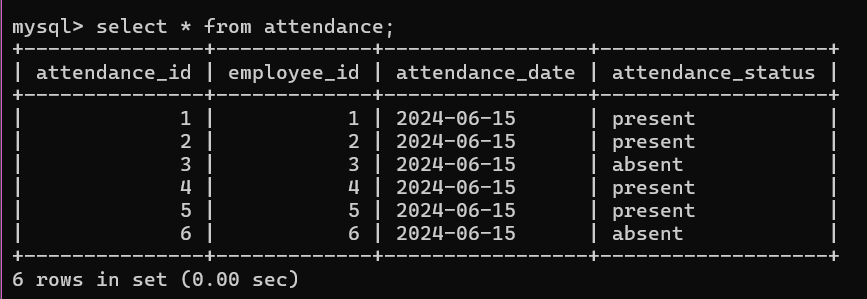 mysql> select * from attendance;
+---------------+-------------+-----------------+-------------------+
| attendance_id | employee_id | attendance_date | attendance_status |
+---------------+-------------+-----------------+-------------------+
|             1 |           1 | 2024-06-15      | present           |
|             2 |           2 | 2024-06-15      | present           |
|             3 |           3 | 2024-06-15      | absent            |
|             4 |           4 | 2024-06-15      | present           |
|             5 |           5 | 2024-06-15      | present           |
|             6 |           6 | 2024-06-15      | absent            |
+---------------+-------------+-----------------+-------------------+
6 rows in set (0.00 sec)